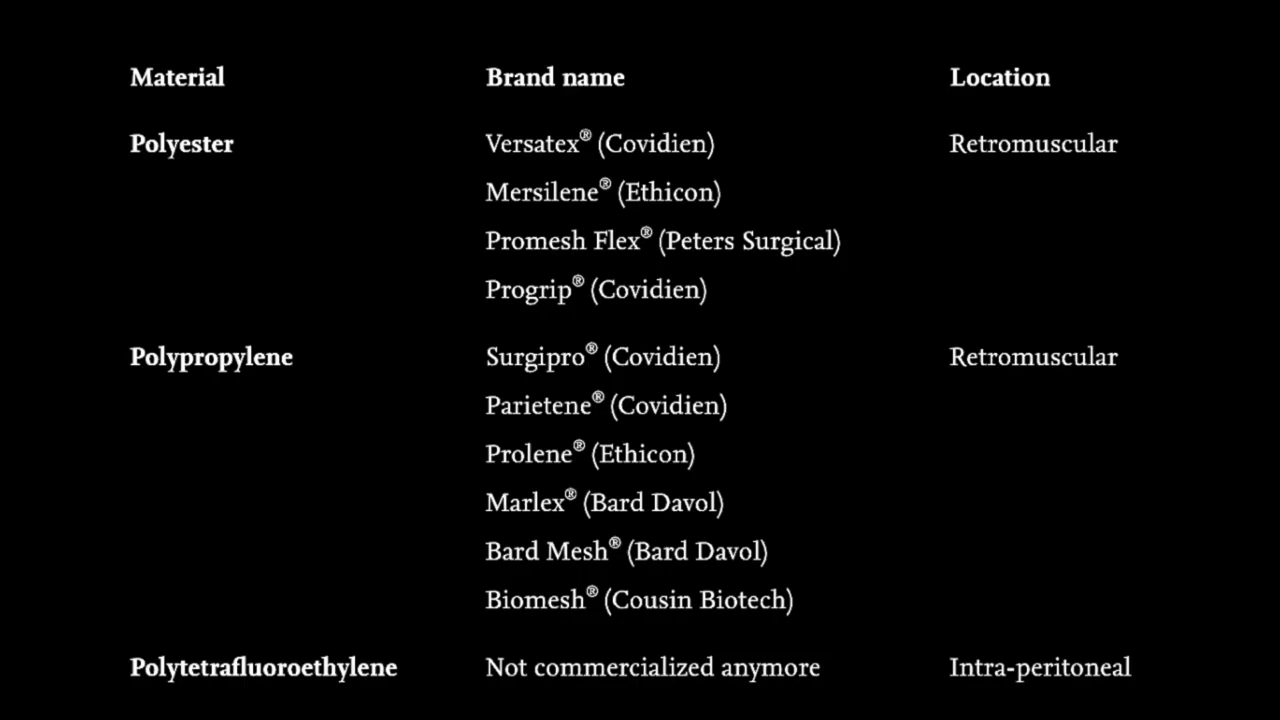 Material Brand name Location
Polyester Versatex® (Covidien) Retromuscular
Mersilene® (Ethicon)
Promesh Flex® (Peters Surgical)
Progrip® (Covidien)
Polypropylene Surgipro® (Covidien) Retromuscular
Parietene® (Covidien)
Prolene® (Ethicon)
Marlex® (Bard Davol)
Bard Mesh® (Bard Davol)
Biomesh® (Cousin Biotech)
Polytetrafluoroethylene Not commercialized anymore Intra-peritoneal